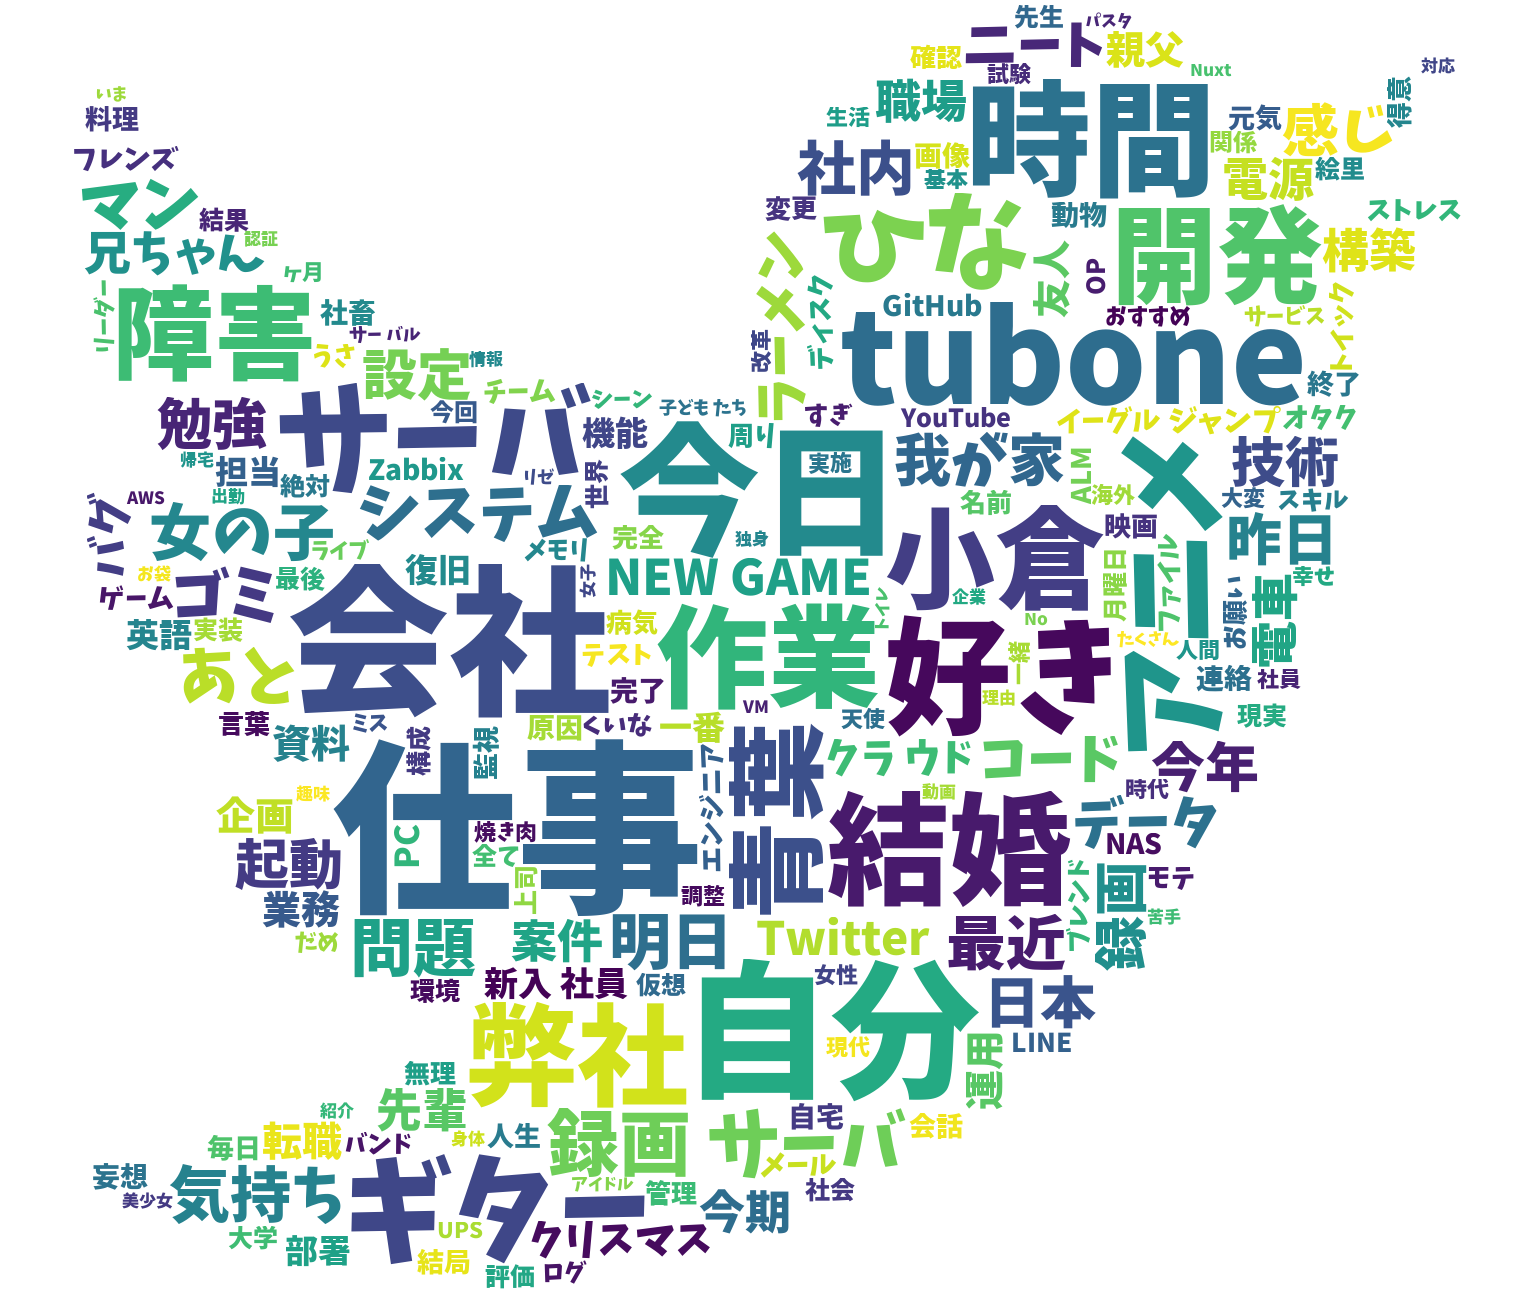 先生
パスタ
ニート
親父
確認
試験
Nuxt
対応
いま
料理
職場
時間
生活
元気
感じ
得意
関係
フレンズ
社内
画像
基本
電源
絵里
マン
結果
変更
ひな
動物
開発
ストレス
構築
兄ちゃん
認証
ラーメン
友人
OP
ヶ月
障害
リーダー
社畜
サーバル
GitHub
おすすめ
サービス
トイック
うさ
設定
情報
改革
ディスク
tubone
終了
チーム
シーン
勉強
サーバ
今回
機能
子どもたち
周り
すぎ
YouTube
イーグル ジャンプ
オタク
帰宅
担当
絶対
Zabbix
リゼ
世界
今日
実施
我が家
ALM
アニメ
技術
バグ
AWS
出勤
女の子
システム
名前
海外
大変
スキル
ライブ
メモリ
完全
独身
小倉
映画
昨日
お袋
ゲーム
ゴミ
最後
復旧
女子
NEW GAME
トイレ
企業
月曜日
ファイル
お願い
電車
幸せ
英語
実装
会社
病気
テスト
作業
No
好き
一緒
たくさん
人間
あと
完了
理由
連絡
社員
言葉
資料
ミス
構成
監視
原因
くいな
一番
VM
天使
現実
仕事
エンジニア
青葉
クラウド
コード
今年
趣味
企画
動画
時代
PC
焼き肉
全て
上司
結婚
データ
NAS
起動
業務
調整
フレンド
録画
モテ
苦手
だめ
問題
案件
明日
Twitter
最近
環境
新入 社員
仮想
自分
女性
日本
弊社
現代
LINE
運用
無理
先輩
紹介
録画 サーバ
自宅
会話
毎日
転職
バンド
身体
人生
メール
妄想
美少女
気持ち
ギター
アイドル
管理
今期
社会
大学
部署
UPS
結局
クリスマス
評価
ログ